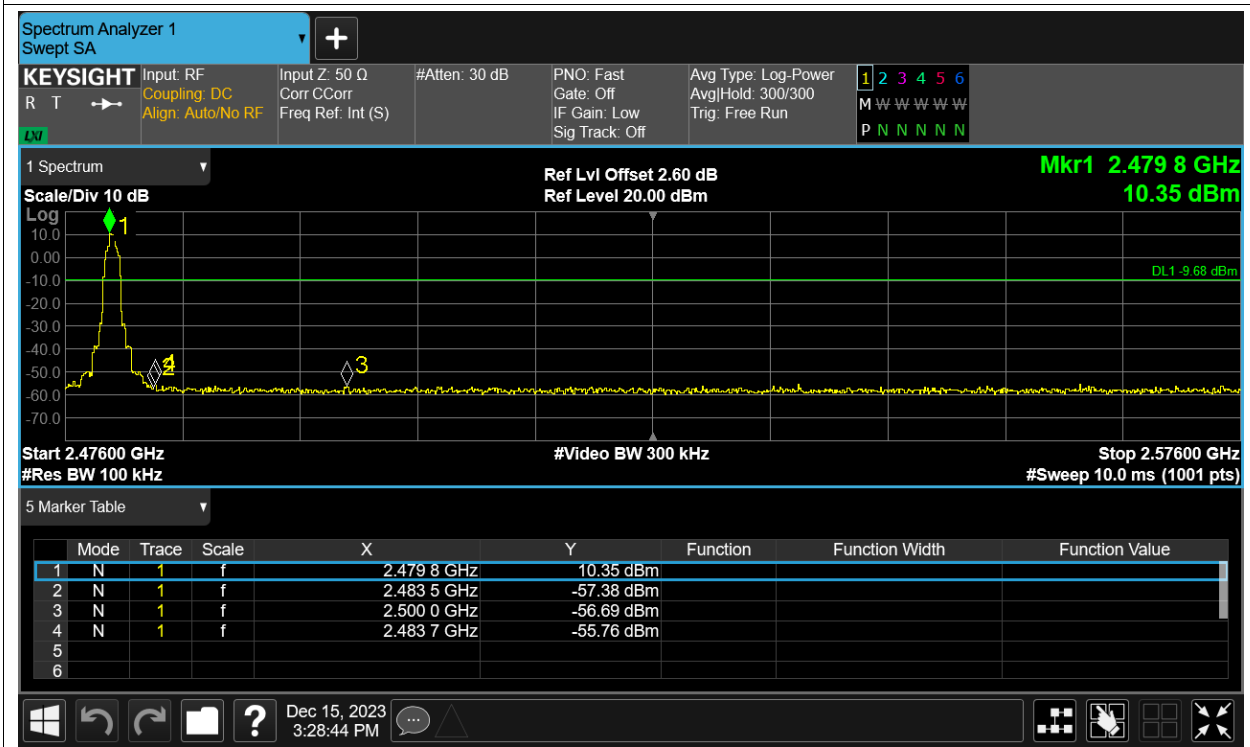 Spectrum Analyzer 1
Swept SA
+
KEYSIGHT Input: RF Input Z: 50 Ω #Atten: 30 dB PNO: Fast Avg Type: Log-Power 1 2 3 4 5 6
R T Coupling: DC Corr CCorr Gate: Off Avg|Hold: 300/300 M W W W W W
Align: Auto/No RF Freq Ref: Int (S) IF Gain: Low Trig: Free Run
LXI Sig Track: Off P N N N N N
1 Spectrum Ref Lvl Offset 2.60 dB Mkr1 2.479 8 GHz
Scale/Div 10 dB Ref Level 20.00 dBm 10.35 dBm
Log
1
10.0
0.00
DL1 -9.68 dBm
-10.0
-20.0
-30.0
-40.0
3
-50.0
-60.0
-70.0
Start 2.47600 GHz #Video BW 300 kHz Stop 2.57600 GHz
#Res BW 100 kHz #Sweep 10.0 ms (1001 pts)
5 Marker Table
Mode Trace Scale X Y Function Function Width Function Value
1 N 1 f 2.479 8 GHz 10.35 dBm
2 N 1 f 2.483 5 GHz -57.38 dBm
3 N 1 f 2.500 0 GHz -56.69 dBm
4 N 1 f 2.483 7 GHz -55.76 dBm
5
6
? Dec 15, 2023
3:28:44 PM